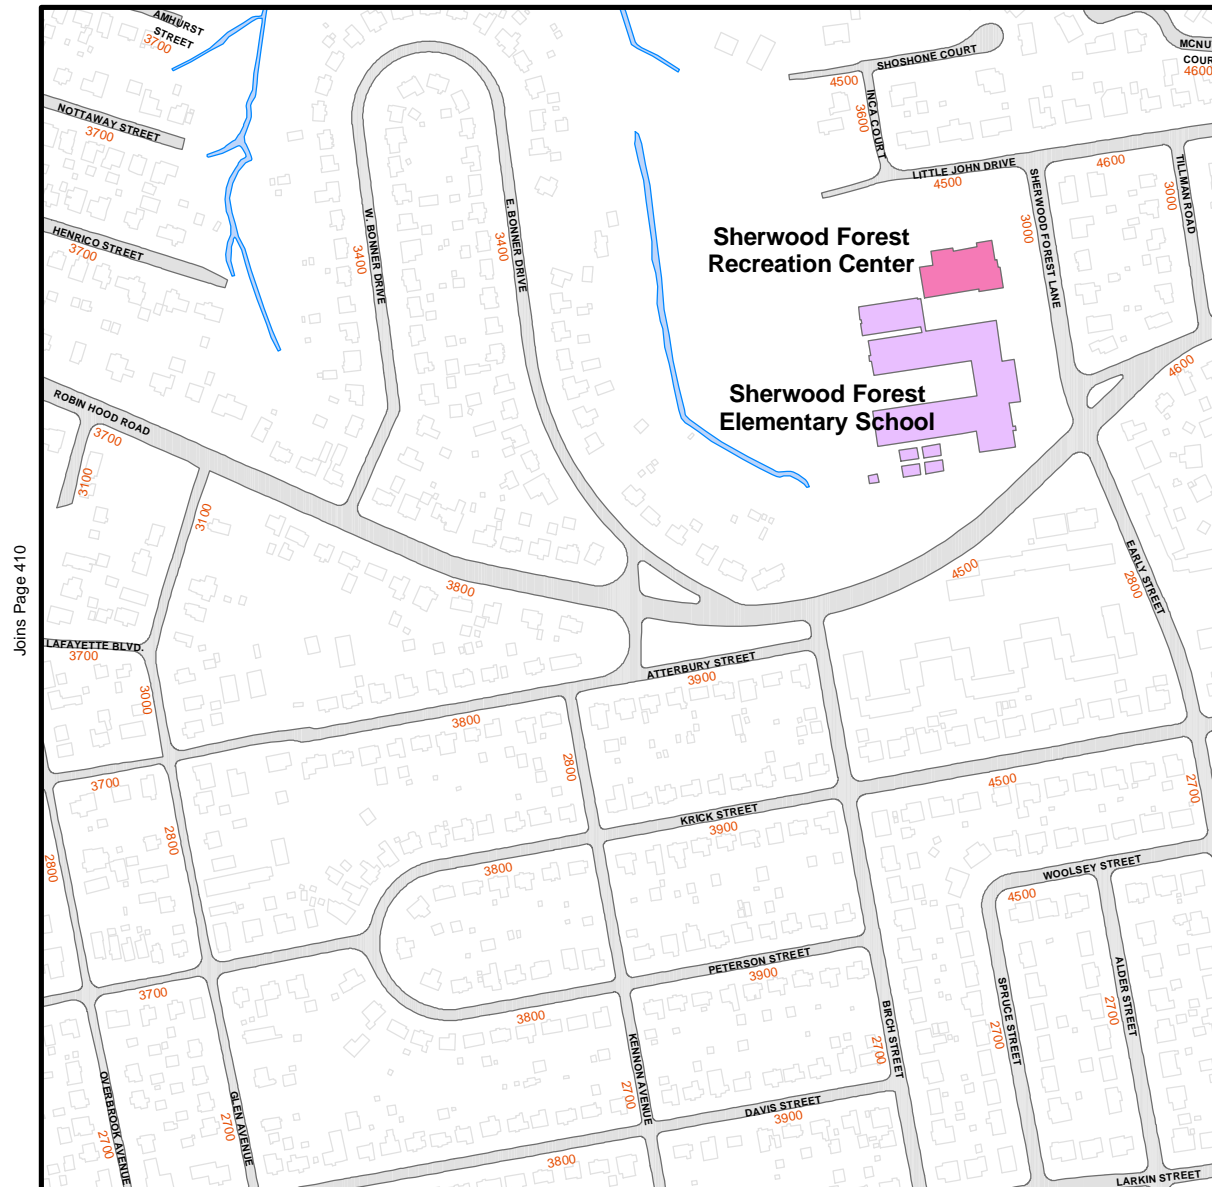 AMHURST
STREET
3700
SHOSHONE COURT
4500
MCNU
COUR
4600
NOTTAWAY STREET
3700
INCA COURT
3600
LITTLE JOHN DRIVE
4500
4600
TILLMAN ROAD
3000
SHERWOOD FOREST LANE
3000
HENRICO STREET
3700
W. BONNER DRIVE
3400
E. BONNER DRIVE
3400
Sherwood Forest
Recreation Center
4600
Sherwood Forest
Elementary School
ROBIN HOOD ROAD
3700
3100
3100
3800
4500
EARLY STREET
2800
Joins Page 410
LAFAYETTE BLVD.
3700
3000
ATTERBURY STREET
3900
3800
2800
3700
2800
2800
KRICK STREET
3900
4500
2700
3800
WOOLSEY STREET
4500
PETERSON STREET
3900
3700
3800
BIRCH STREET
2700
SPRUCE STREET
2700
ALDER STREET
2700
KENNON AVENUE
2700
OVERBROOK AVENUE
2700
GLEN AVENUE
2700
DAVIS STREET
3900
3800
LARKIN STREET